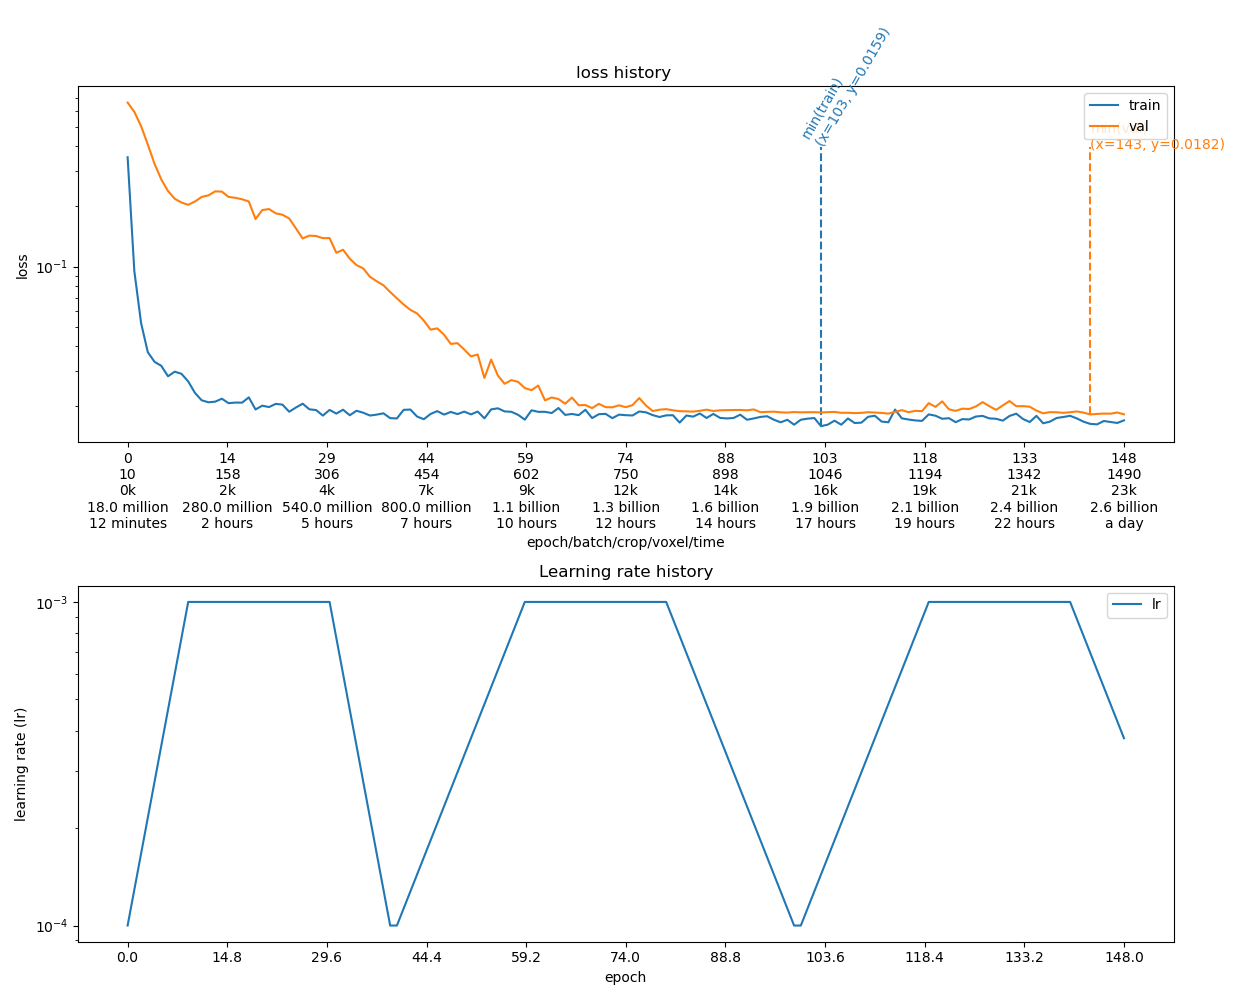 min(train)
(x=103, y=0.0159)
loss history
train
val
(x=143, y=0.0182)
loss
10⁻¹
0 14 29 44 59 74 88 103 118 133 148
10 158 306 454 602 750 898 1046 1194 1342 1490
0k 2k 4k 7k 9k 12k 14k 16k 19k 21k 23k
18.0 million 280.0 million 540.0 million 800.0 million 1.1 billion 1.3 billion 1.6 billion 1.9 billion 2.1 billion 2.4 billion 2.6 billion
12 minutes 2 hours 5 hours 7 hours 10 hours 12 hours 14 hours 17 hours 19 hours 22 hours a day
epoch/batch/crop/voxel/time
Learning rate history
lr
learning rate (lr)
10⁻³
10⁻⁴
0.0 14.8 29.6 44.4 59.2 74.0 88.8 103.6 118.4 133.2 148.0
epoch